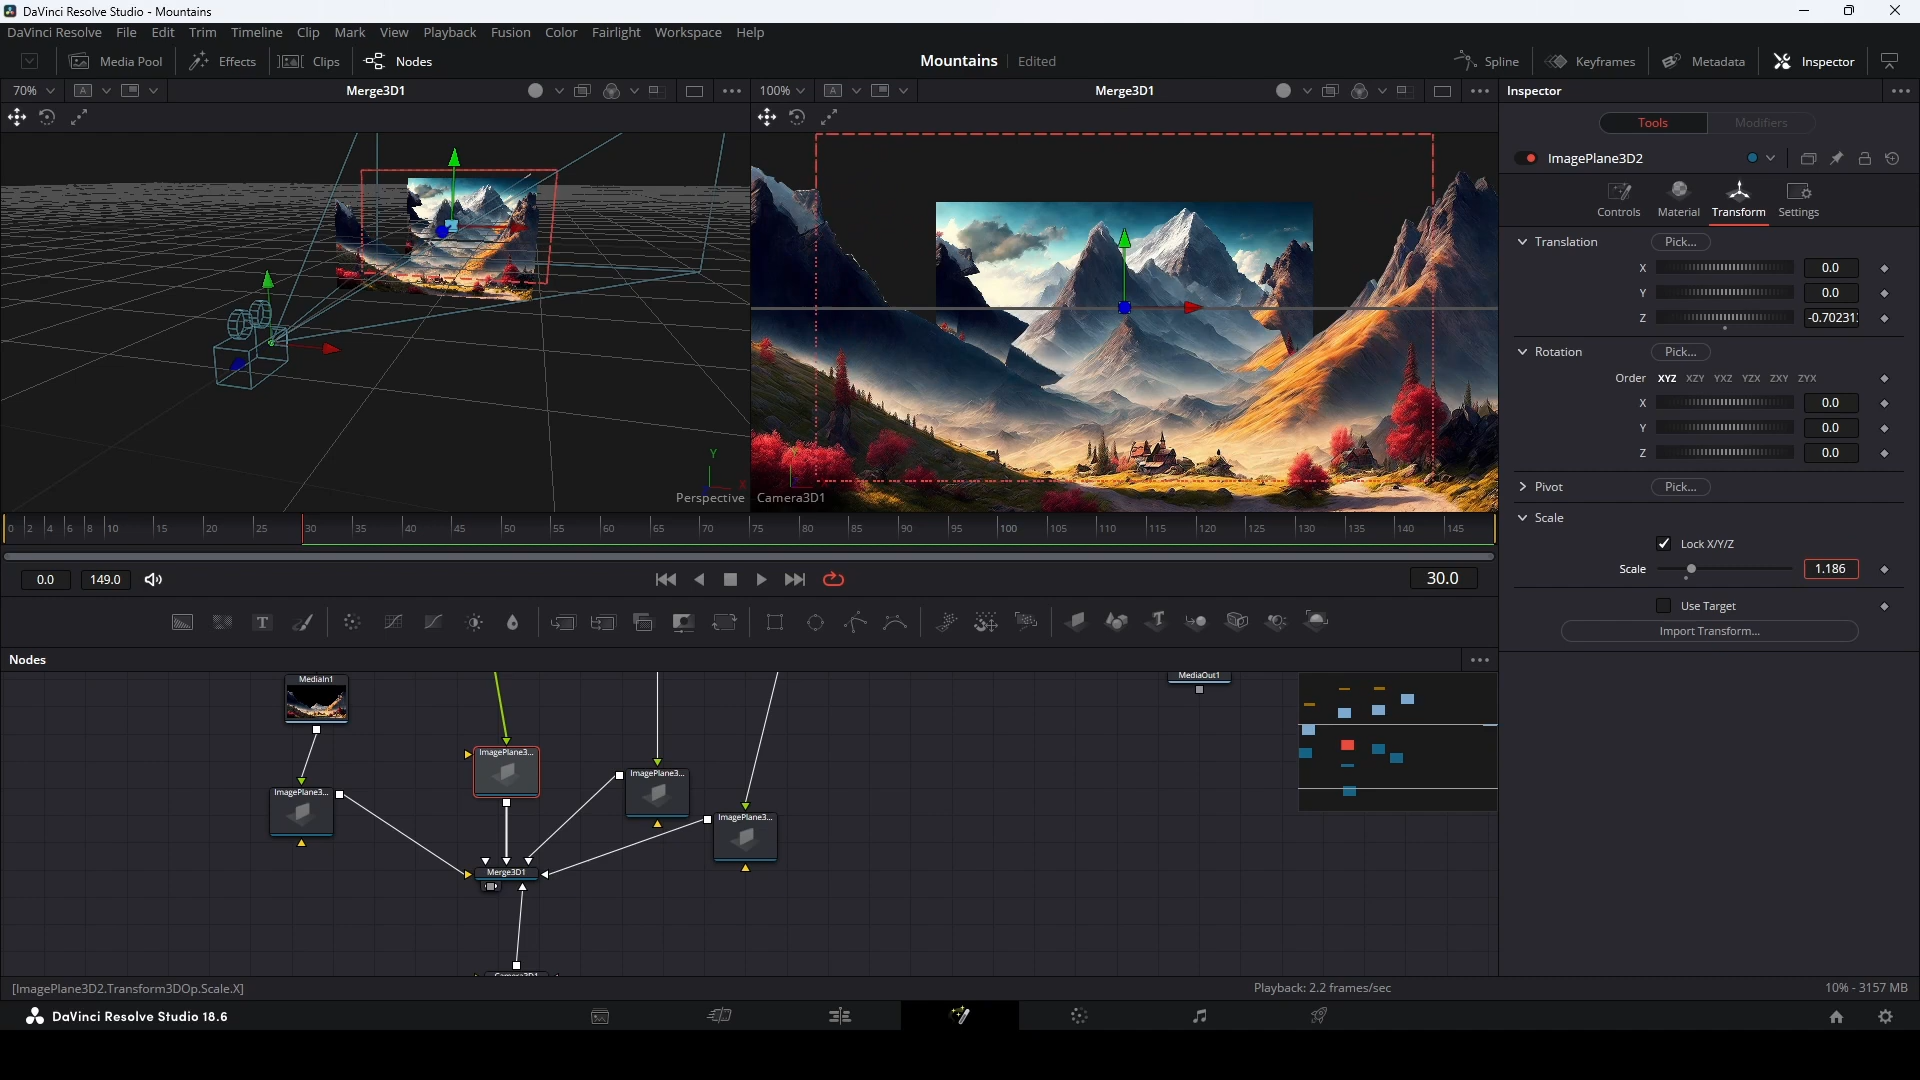 DaVinci Resolve Studio - Mountains
DaVinci Resolve File Edit Trim Timeline Clip Mark View Playback Fusion Color Fairlight Workspace Help
Media Pool Effects Clips Nodes Mountains Edited Spline Keyframes Metadata Inspector
70% A Merge3D1 100% A Merge3D1 Inspector
Tools Modifiers
ImagePlane3D2
Controls Material Transform Settings
Translation Pick...
X 0.0
Y 0.0
Z -0.70231
Rotation Pick...
Order XYZ XZY YXZ YZX ZXY ZYX
X 0.0
Y 0.0
Z 0.0
Pivot Pick...
Scale
Lock X/Y/Z
Scale 1.186
Use Target
Import Transform...
Y
Perspective Camera3D1
0 2 4 6 8 10 15 20 25 30 35 40 45 50 55 60 65 70 75 80 85 90 95 100 105 110 115 120 125 130 135 140 145
0.0 149.0 30.0
Nodes
MediaIn1 MediaOut1
ImagePlane3... ImagePlane3... ImagePlane3... ImagePlane3...
Merge3D1
Camera3D1
[ImagePlane3D2.Transform3DOp.Scale.X] Playback: 2.2 frames/sec 10% - 3157 MB
DaVinci Resolve Studio 18.6